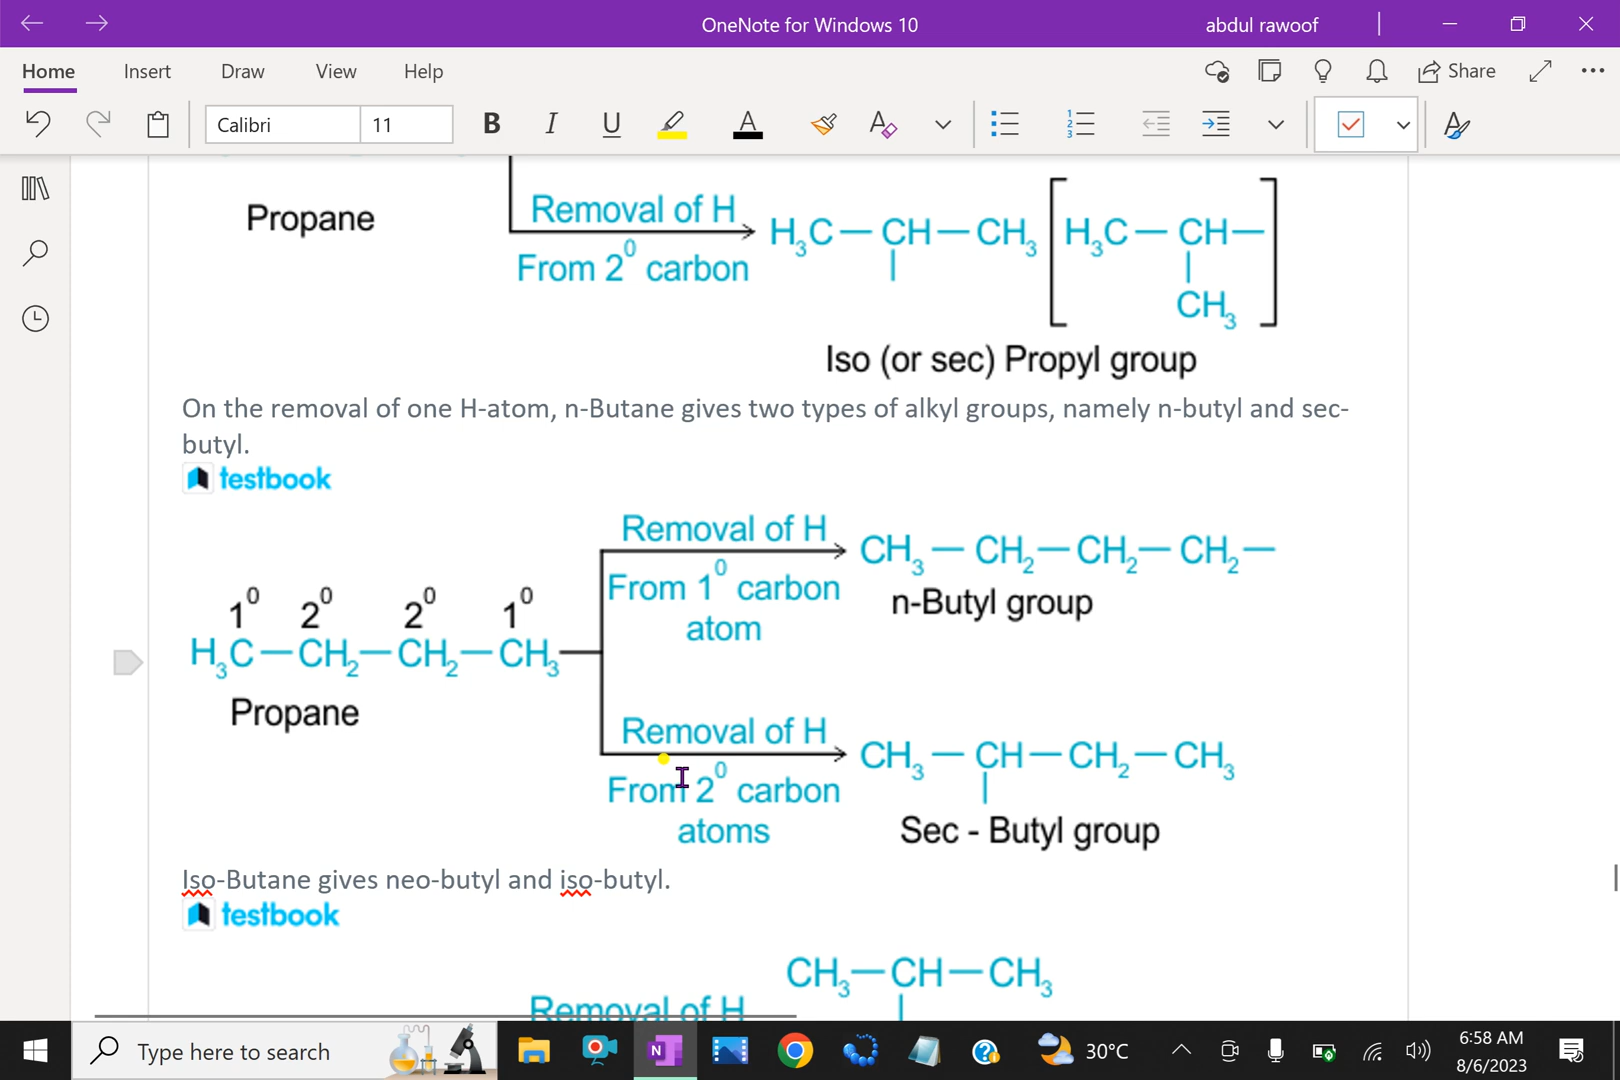 OneNote for Windows 10
abdul rawoof
Home Insert Draw View Help
Share
Calibri 11
B I U A A
Propane
Removal of H
From 2⁰ carbon
H₃C — CH — CH₃
H₃C — CH —
CH₃
Iso (or sec) Propyl group
On the removal of one H-atom, n-Butane gives two types of alkyl groups, namely n-butyl and sec-
butyl.
testbook
1⁰ 2⁰ 2⁰ 1⁰
H₃C — CH₂ — CH₂ — CH₃
Propane
Removal of H
From 1⁰ carbon
atom
CH₃ — CH₂ — CH₂ — CH₂ —
n-Butyl group
Removal of H
From 2⁰ carbon
atoms
CH₃ — CH — CH₂ — CH₃
Sec - Butyl group
Iso-Butane gives neo-butyl and iso-butyl.
testbook
CH₃ — CH — CH₃
Removal of H
Type here to search
30°C
6:58 AM
8/6/2023